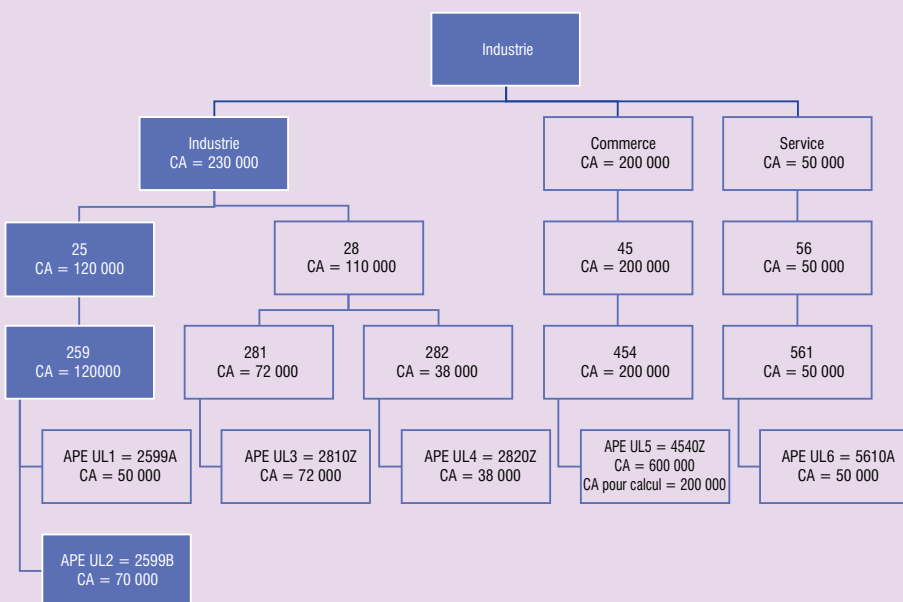 Industrie
Industrie
CA = 230 000
Commerce
CA = 200 000
Service
CA = 50 000
25
CA = 120 000
28
CA = 110 000
45
CA = 200 000
56
CA = 50 000
259
CA = 120000
281
CA = 72 000
282
CA = 38 000
454
CA = 200 000
561
CA = 50 000
APE UL1 = 2599A
CA = 50 000
APE UL3 = 2810Z
CA = 72 000
APE UL4 = 2820Z
CA = 38 000
APE UL5 = 4540Z
CA = 600 000
CA pour calcul = 200 000
APE UL6 = 5610A
CA = 50 000
APE UL2 = 2599B
CA = 70 000